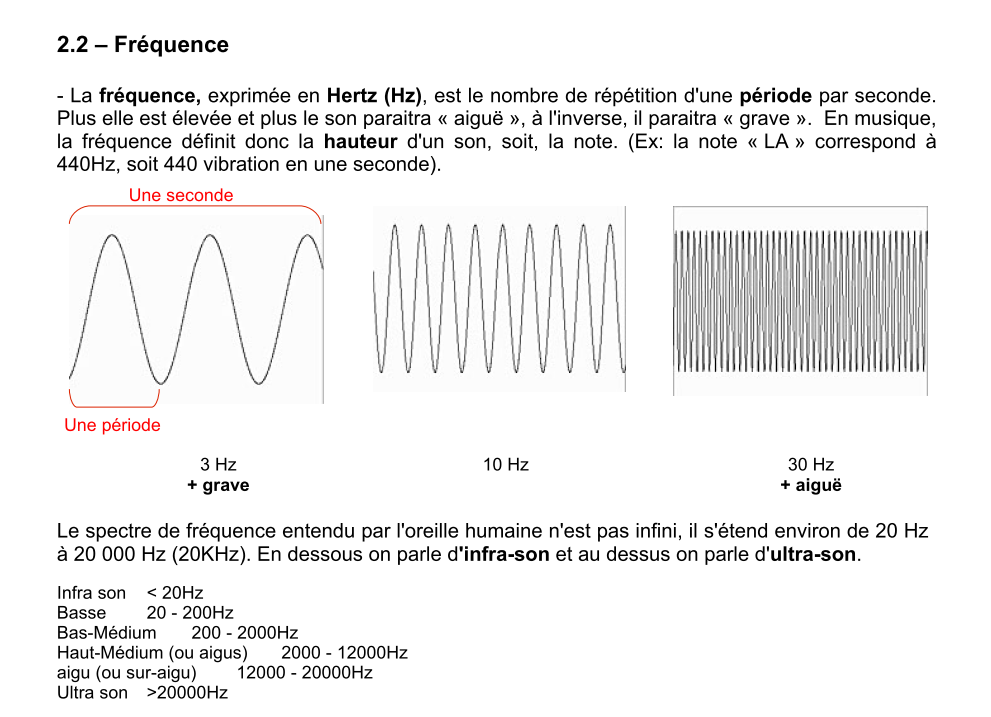 2.2 – Fréquence
- La fréquence, exprimée en Hertz (Hz), est le nombre de répétition d'une période par seconde.
Plus elle est élevée et plus le son paraitra « aiguë », à l'inverse, il paraitra « grave ». En musique,
la fréquence définit donc la hauteur d'un son, soit, la note. (Ex: la note « LA » correspond à
440Hz, soit 440 vibration en une seconde).
Une seconde
Une période
3 Hz
+ grave
10 Hz
30 Hz
+ aiguë
Le spectre de fréquence entendu par l'oreille humaine n'est pas infini, il s'étend environ de 20 Hz
à 20 000 Hz (20KHz). En dessous on parle d'infra-son et au dessus on parle d'ultra-son.
Infra son < 20Hz
Basse 20 - 200Hz
Bas-Médium 200 - 2000Hz
Haut-Médium (ou aigus) 2000 - 12000Hz
aigu (ou sur-aigu) 12000 - 20000Hz
Ultra son >20000Hz